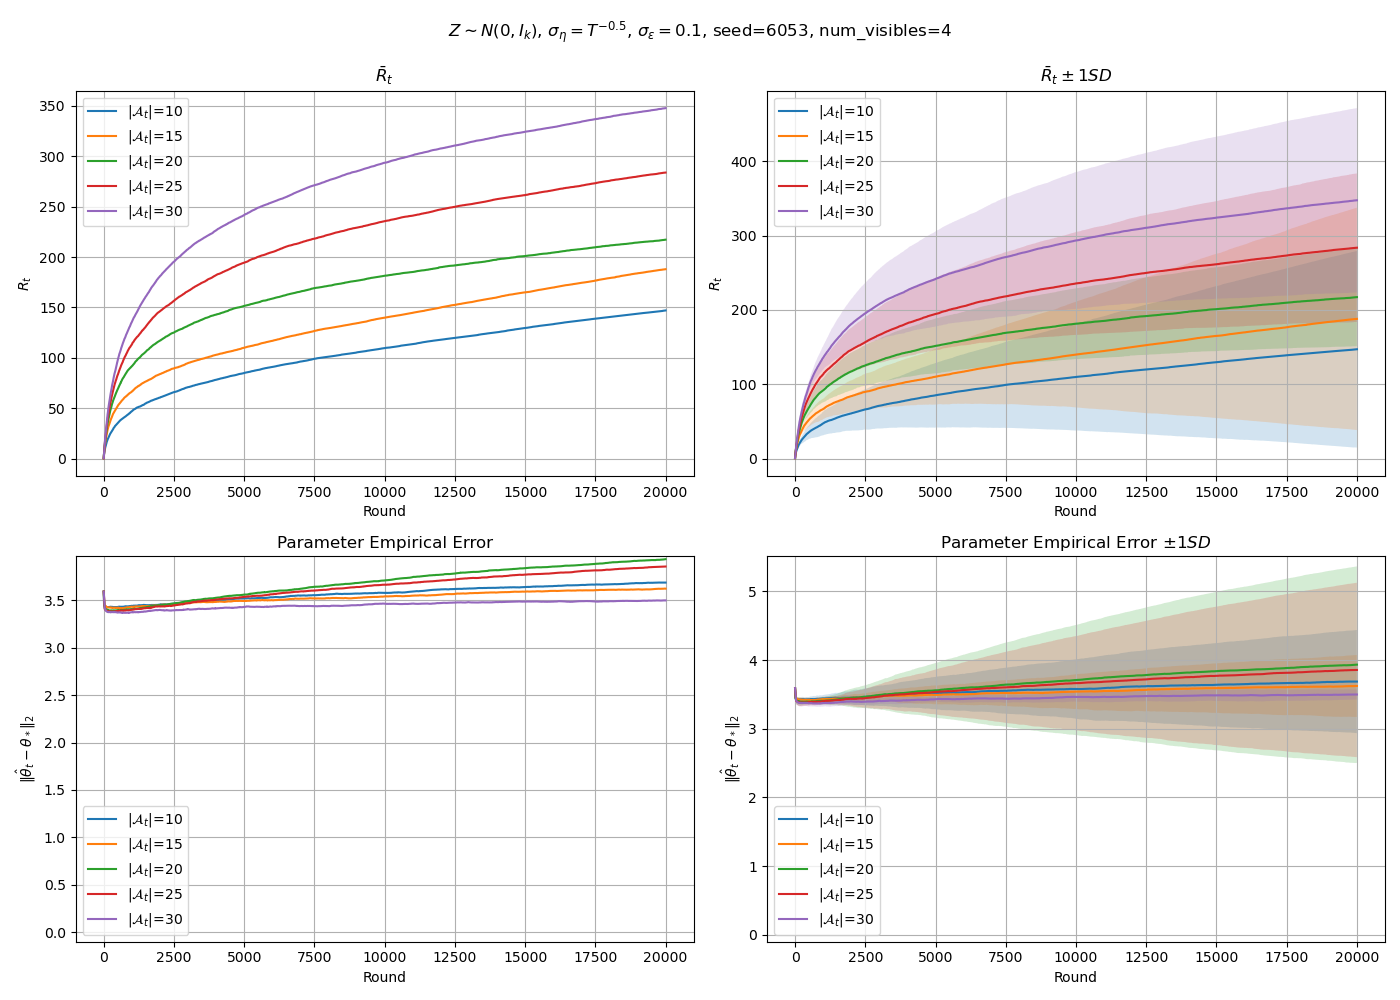 Z ∼ N(0, I_k), σ_η = T^{−0.5}, σ_ε = 0.1, seed=6053, num_visibles=4
R̄_t
R_t
350
300
250
200
150
100
50
0
|𝒜_t|=10
|𝒜_t|=15
|𝒜_t|=20
|𝒜_t|=25
|𝒜_t|=30
0 2500 5000 7500 10000 12500 15000 17500 20000
Round
R̄_t ± 1SD
R_t
400
300
200
100
0
|𝒜_t|=10
|𝒜_t|=15
|𝒜_t|=20
|𝒜_t|=25
|𝒜_t|=30
0 2500 5000 7500 10000 12500 15000 17500 20000
Round
Parameter Empirical Error
‖θ̂_t − θ_*‖_2
3.5
3.0
2.5
2.0
1.5
1.0
0.5
0.0
|𝒜_t|=10
|𝒜_t|=15
|𝒜_t|=20
|𝒜_t|=25
|𝒜_t|=30
0 2500 5000 7500 10000 12500 15000 17500 20000
Round
Parameter Empirical Error ±1SD
‖θ̂_t − θ_*‖_2
5
4
3
2
1
0
|𝒜_t|=10
|𝒜_t|=15
|𝒜_t|=20
|𝒜_t|=25
|𝒜_t|=30
0 2500 5000 7500 10000 12500 15000 17500 20000
Round